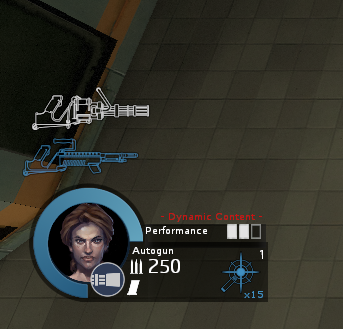 - Dynamic Content -
Performance
Autogun
250
1
x15